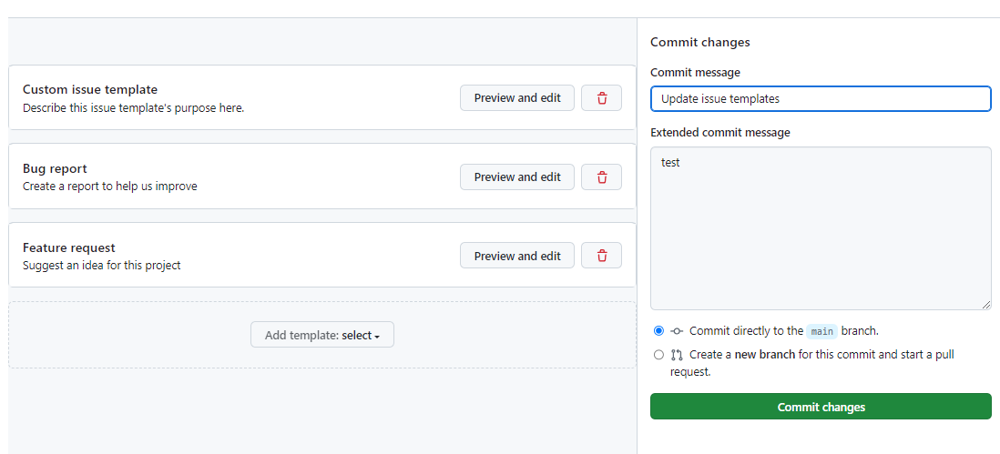 Custom issue template
Describe this issue template's purpose here.
Preview and edit
Bug report
Create a report to help us improve
Preview and edit
Feature request
Suggest an idea for this project
Preview and edit
Add template: select
Commit changes
Commit message
Update issue templates
Extended commit message
test
Commit directly to the main branch.
Create a new branch for this commit and start a pull
request.
Commit changes